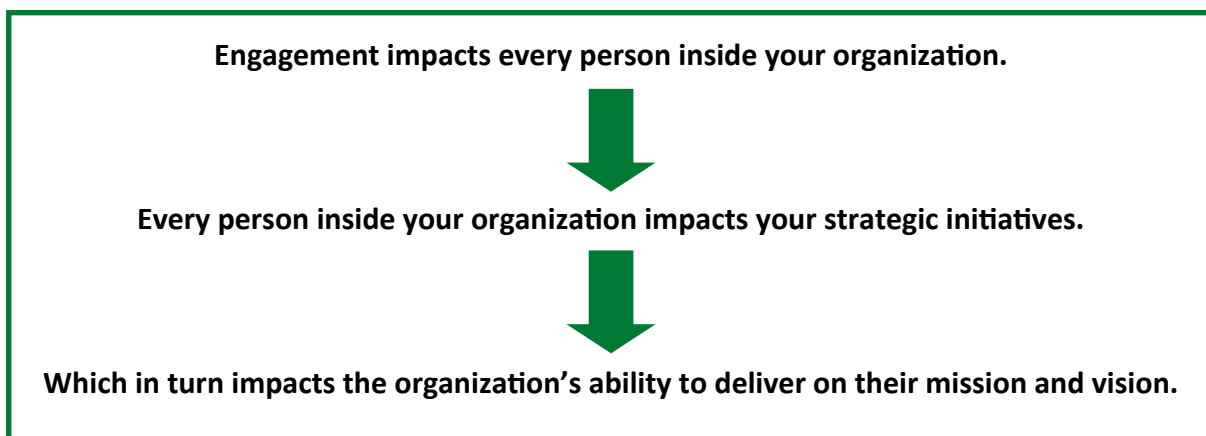 Engagement impacts every person inside your organization.
Every person inside your organization impacts your strategic initiatives.
Which in turn impacts the organization’s ability to deliver on their mission and vision.